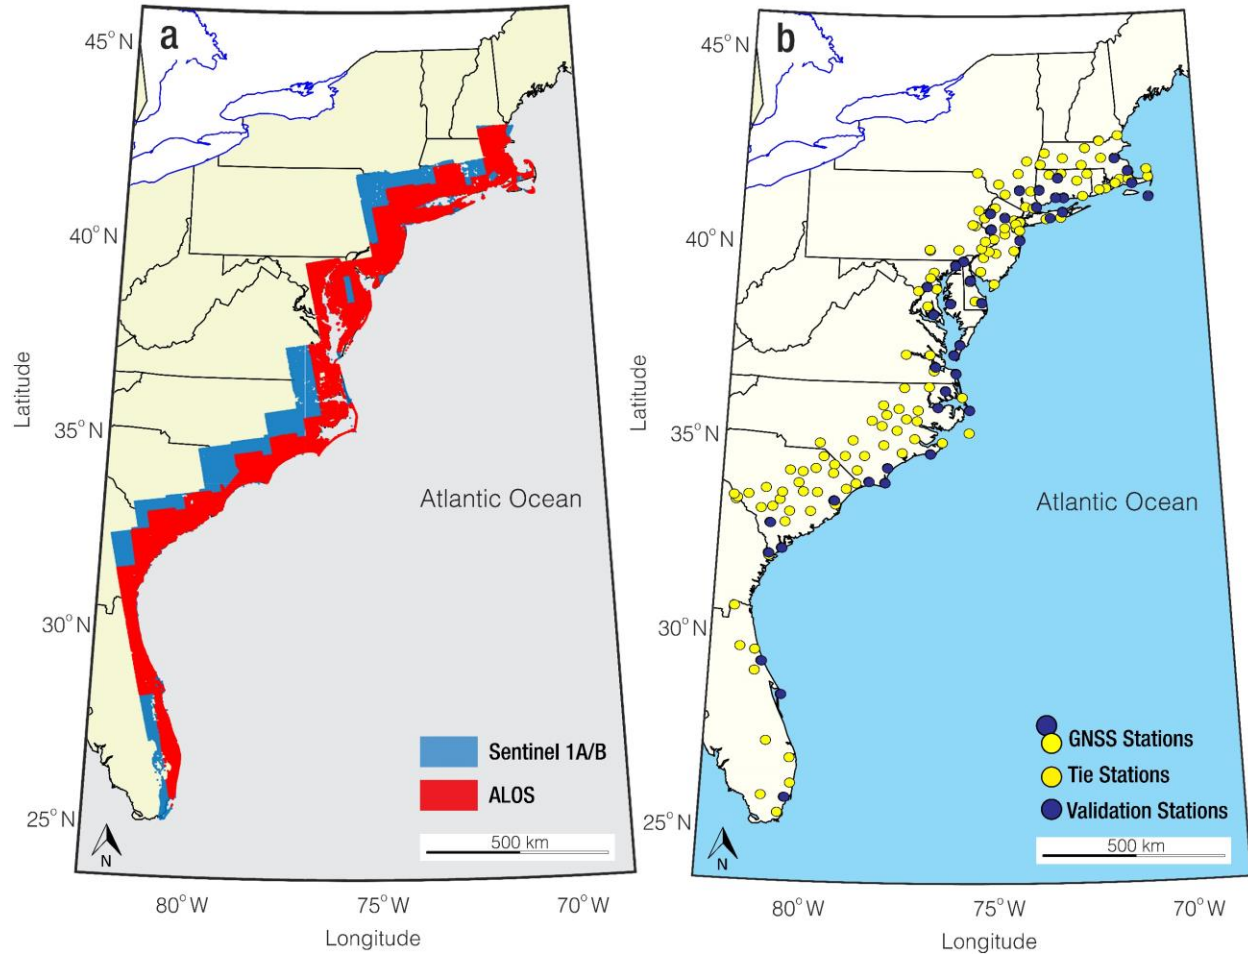 a
45°N
40°N
35°N
30°N
25°N
Latitude
Atlantic Ocean
Sentinel 1A/B
ALOS
500 km
N
80°W
75°W
70°W
Longitude
b
45°N
40°N
35°N
30°N
25°N
Latitude
Atlantic Ocean
GNSS Stations
Tie Stations
Validation Stations
500 km
N
80°W
75°W
70°W
Longitude